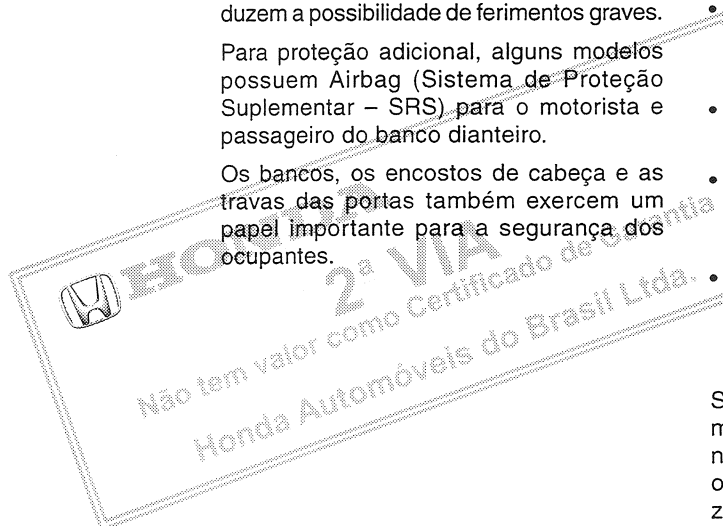 duzem a possibilidade de ferimentos graves.
Para proteção adicional, alguns modelos
possuem Airbag (Sistema de Proteção
Suplementar – SRS) para o motorista e
passageiro do banco dianteiro.
Os bancos, os encostos de cabeça e as
travas das portas também exercem um
papel importante para a segurança dos
ocupantes.
HONDA
2ª VIA
Não tem valor como Certificado de Garantia
Honda Automóveis do Brasil Ltda.
S
m
n
o
z